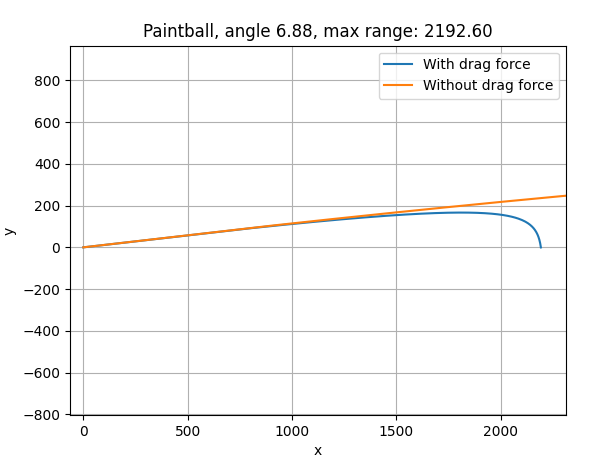 Paintball, angle 6.88, max range: 2192.60
With drag force
Without drag force
800
600
400
200
0
−200
−400
−600
−800
y
0 500 1000 1500 2000
x